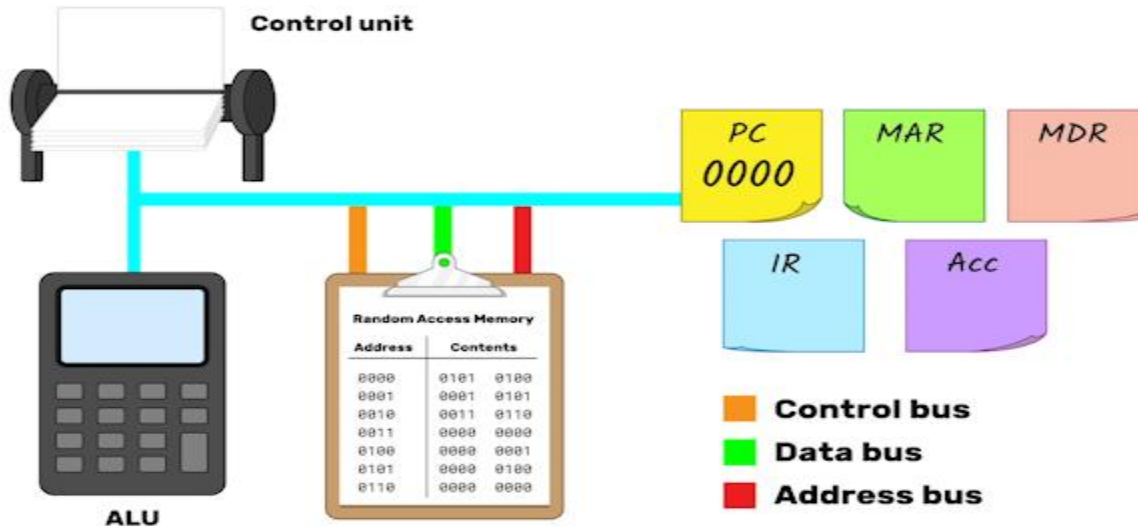 Control unit
PC
0000
MAR
MDR
IR
Acc
Random Access Memory
Address Contents
0000 0101 0100
0001 0001 0101
0010 0011 0110
0011 0000 0000
0100 0000 0001
0101 0000 0100
0110 0000 0000
Control bus
Data bus
Address bus
ALU